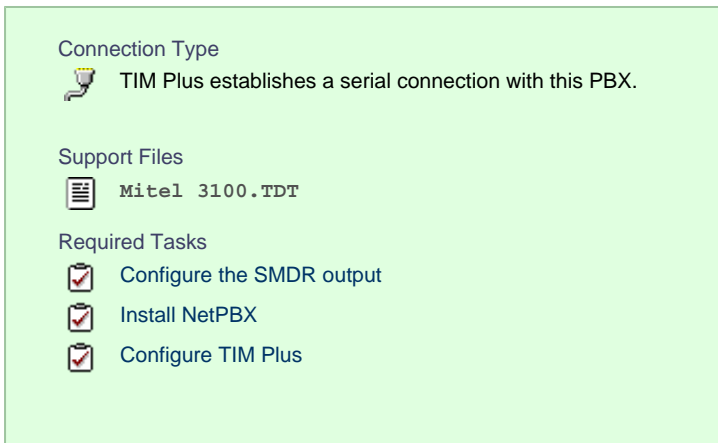 Connection Type
TIM Plus establishes a serial connection with this PBX.
Support Files
Mitel 3100.TDT
Required Tasks
Configure the SMDR output
Install NetPBX
Configure TIM Plus